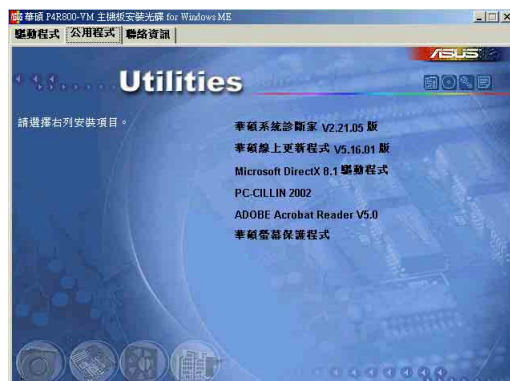 華碩 P4R800-VM 主機板安裝光碟 for Windows ME
驅動程式 公用程式 聯絡資訊
ASUS
Utilities
請選擇右列安裝項目。
華碩系統診斷家 V2.21.05 版
華碩線上更新程式 V5.16.01 版
Microsoft DirectX 8.1 驅動程式
PC-CILLIN 2002
ADOBE Acrobat Reader V5.0
華碩螢幕保護程式